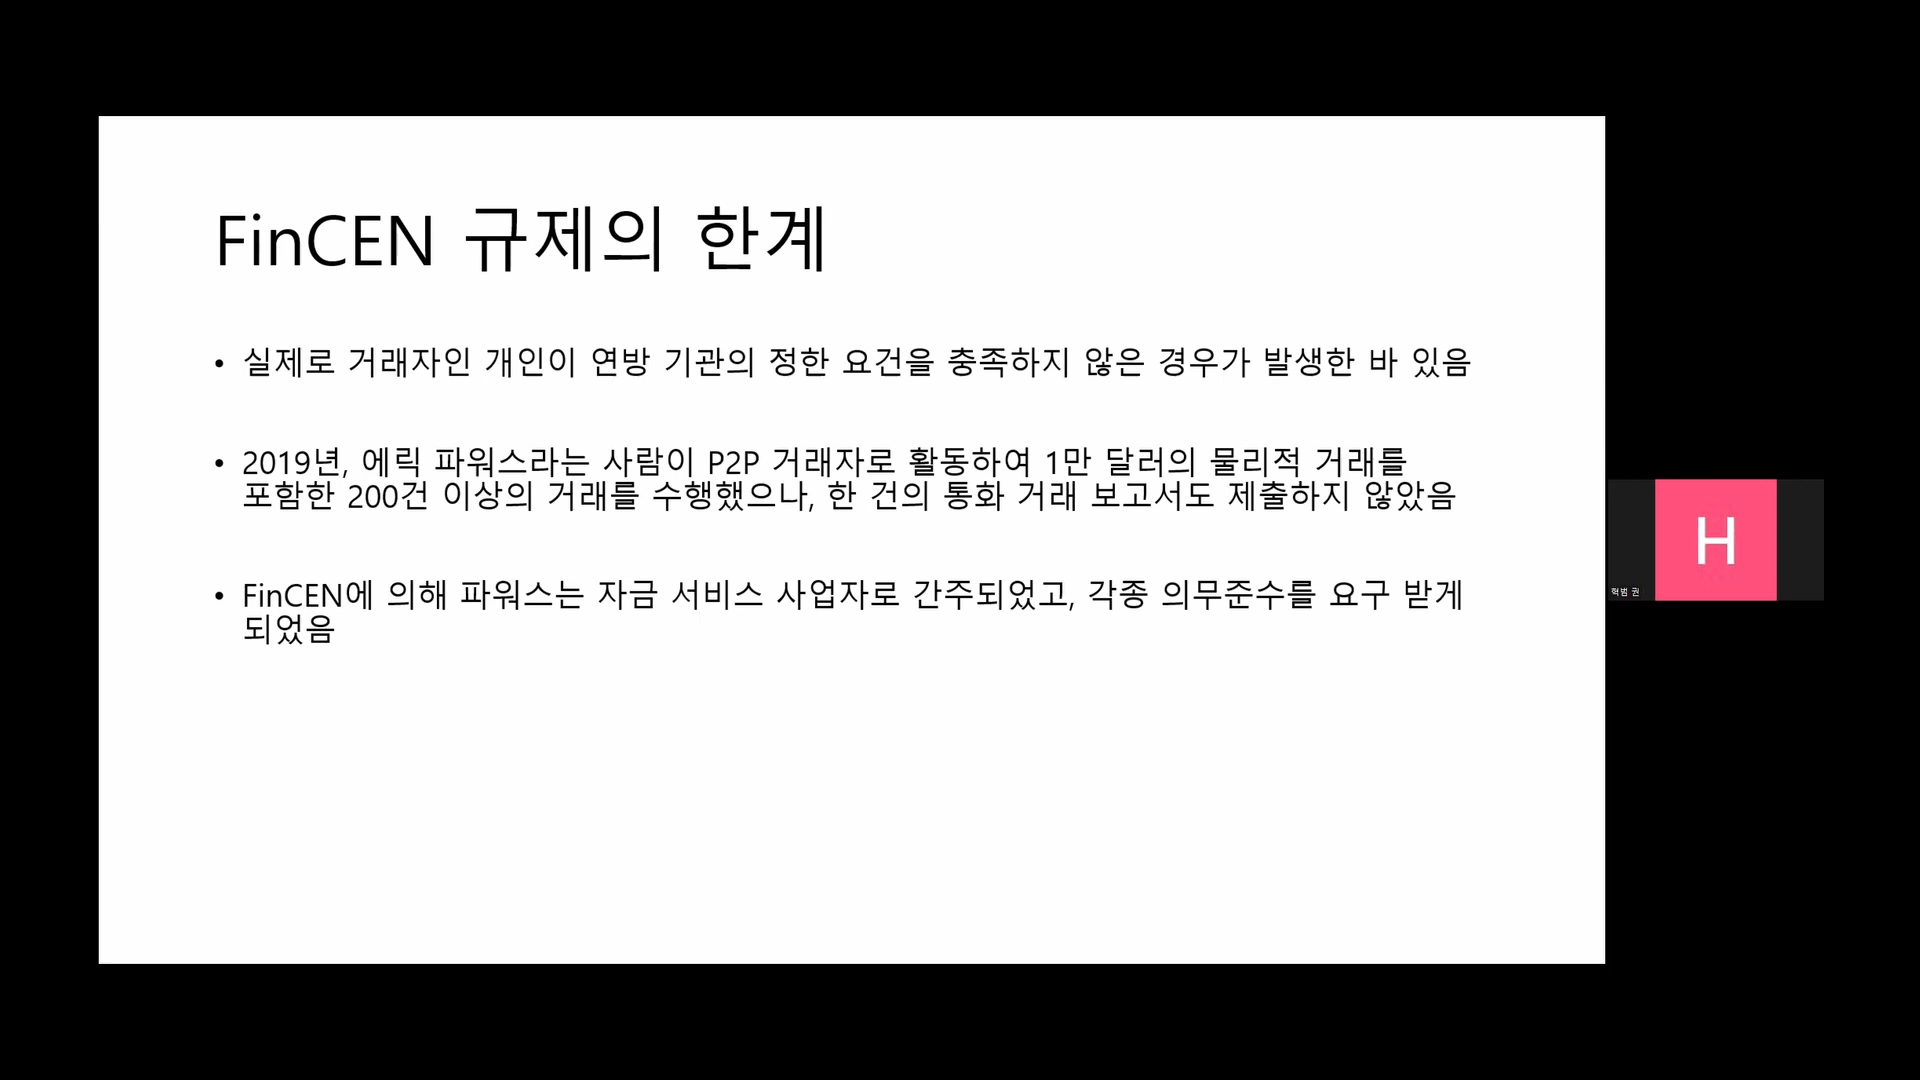 FinCEN 규제의 한계
• 실제로 거래자인 개인이 연방 기관의 정한 요건을 충족하지 않은 경우가 발생한 바 있음
• 2019년, 에릭 파워스라는 사람이 P2P 거래자로 활동하여 1만 달러의 물리적 거래를
포함한 200건 이상의 거래를 수행했으나, 한 건의 통화 거래 보고서도 제출하지 않았음
• FinCEN에 의해 파워스는 자금 서비스 사업자로 간주되었고, 각종 의무준수를 요구 받게
되었음
H
혁범 권